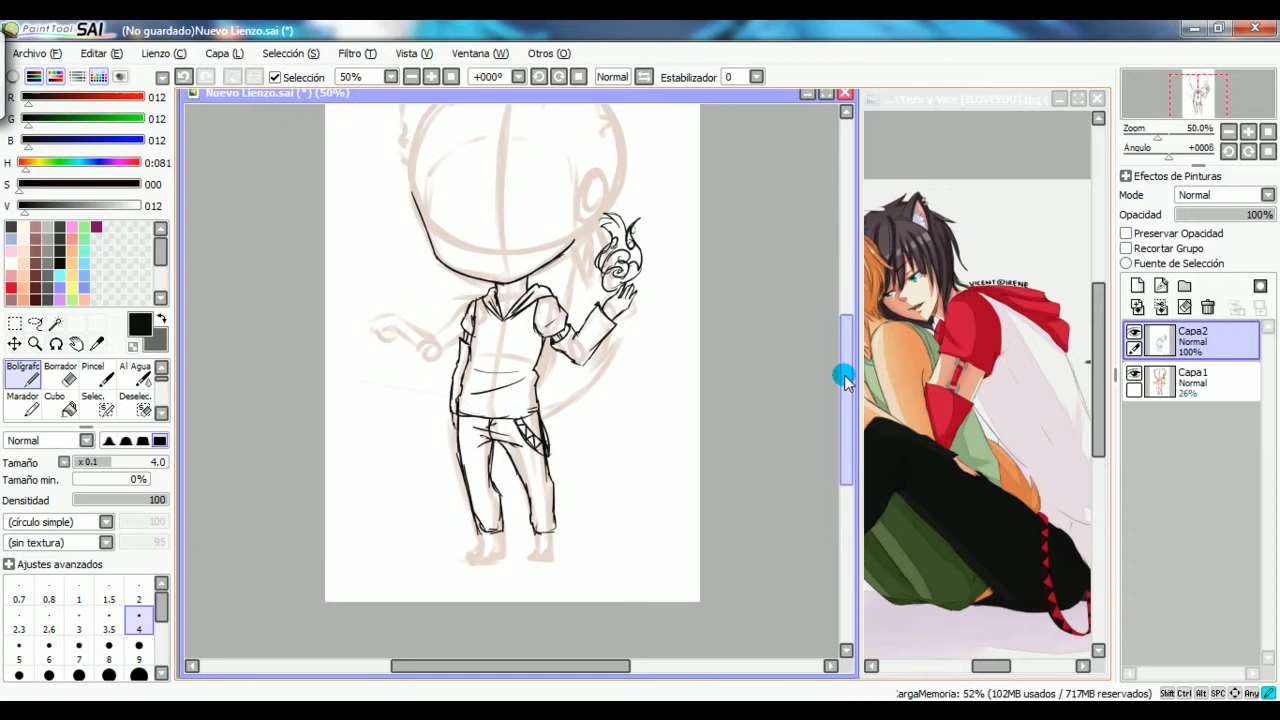 PaintTool SAI (No guardado)Nuevo Lienzo.sai (*)
Archivo (F) Editar (E) Lienzo (C) Capa (L) Selección (S) Filtro (T) Vista (V) Ventana (W) Otros (O)
Selección 50% +000º Normal Estabilizador 0
Nuevo Lienzo.sai (*) (50%)
R 012
G 012
B 012
H 0:081
S 000
V 012
Bolígrafc Borrador Pincel Al Agua
Marador Cubo Selec. Deselec.
Normal
Tamaño x 0.1 4.0
Tamaño min. 0%
Densidad 100
(círculo simple) 100
(sin textura) 95
Ajustes avanzados
0.7 0.8 1 1.5 2
2.3 2.6 3 3.5 4
5 6 7 8 9
VICENT@IRENE
Zoom 50.0%
Ángulo +0008
Efectos de Pinturas
Mode Normal
Opacidad 100%
Preservar Opacidad
Recortar Grupo
Fuente de Selección
Capa2
Normal
100%
Capa1
Normal
26%
CargaMemoria: 52% (102MB usados / 717MB reservados) Shift Ctrl Alt SPC Any